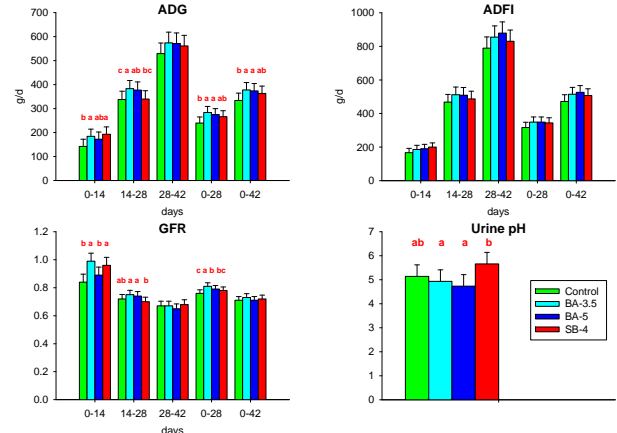 ADG
700
600
500
400
300
200
100
0
g/d
c a ab bc
b a a ab
b a a ab
b a aba
0-14 14-28 28-42 0-28 0-42
days
ADFI
1000
800
600
400
200
0
g/d
0-14 14-28 28-42 0-28 0-42
days
GFR
1.2
1.0
0.8
0.6
0.4
0.2
0.0
b a b a
ab a a b
c a b bc
0-14 14-28 28-42 0-28 0-42
days
Urine pH
7
6
5
4
3
2
1
0
ab a a b
Control
BA-3.5
BA-5
SB-4